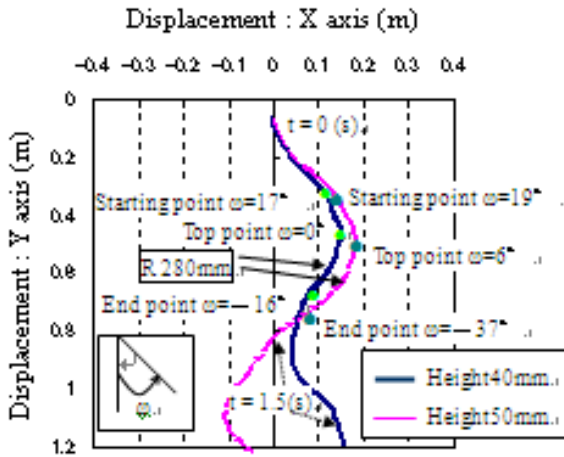 Displacement : X axis (m)
-0.4 -0.3 -0.2 -0.1 0 0.1 0.2 0.3 0.4
Displacement : Y axis (m)
0
0.2
0.4
0.6
0.8
1
1.2
t = 0 (s)
Starting point ω=17°
Starting point ω=19°
Top point ω=0°
Top point ω=6°
R 280mm
End point ω=－16°
End point ω=－37°
t = 1.5(s)
ω
Height40mm
Height50mm